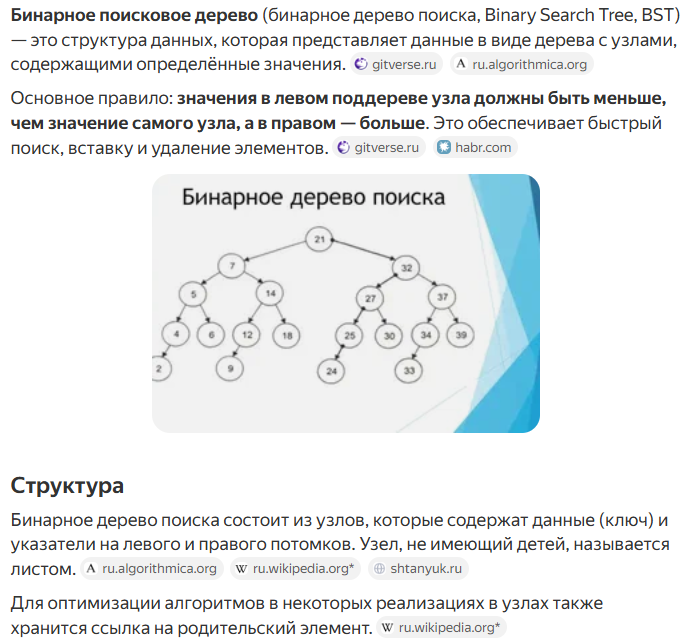 Бинарное поисковое дерево (бинарное дерево поиска, Binary Search Tree, BST)
— это структура данных, которая представляет данные в виде дерева с узлами,
содержащими определённые значения. gitverse.ru ru.algorithmica.org
Основное правило: значения в левом поддереве узла должны быть меньше,
чем значение самого узла, а в правом — больше. Это обеспечивает быстрый
поиск, вставку и удаление элементов. gitverse.ru habr.com
Бинарное дерево поиска
21
7 32
5 14 27 37
4 6 12 18 25 30 34 39
2 9 24 33
Структура
Бинарное дерево поиска состоит из узлов, которые содержат данные (ключ) и
указатели на левого и правого потомков. Узел, не имеющий детей, называется
листом. ru.algorithmica.org ru.wikipedia.org* shtanyuk.ru
Для оптимизации алгоритмов в некоторых реализациях в узлах также
хранится ссылка на родительский элемент. ru.wikipedia.org*